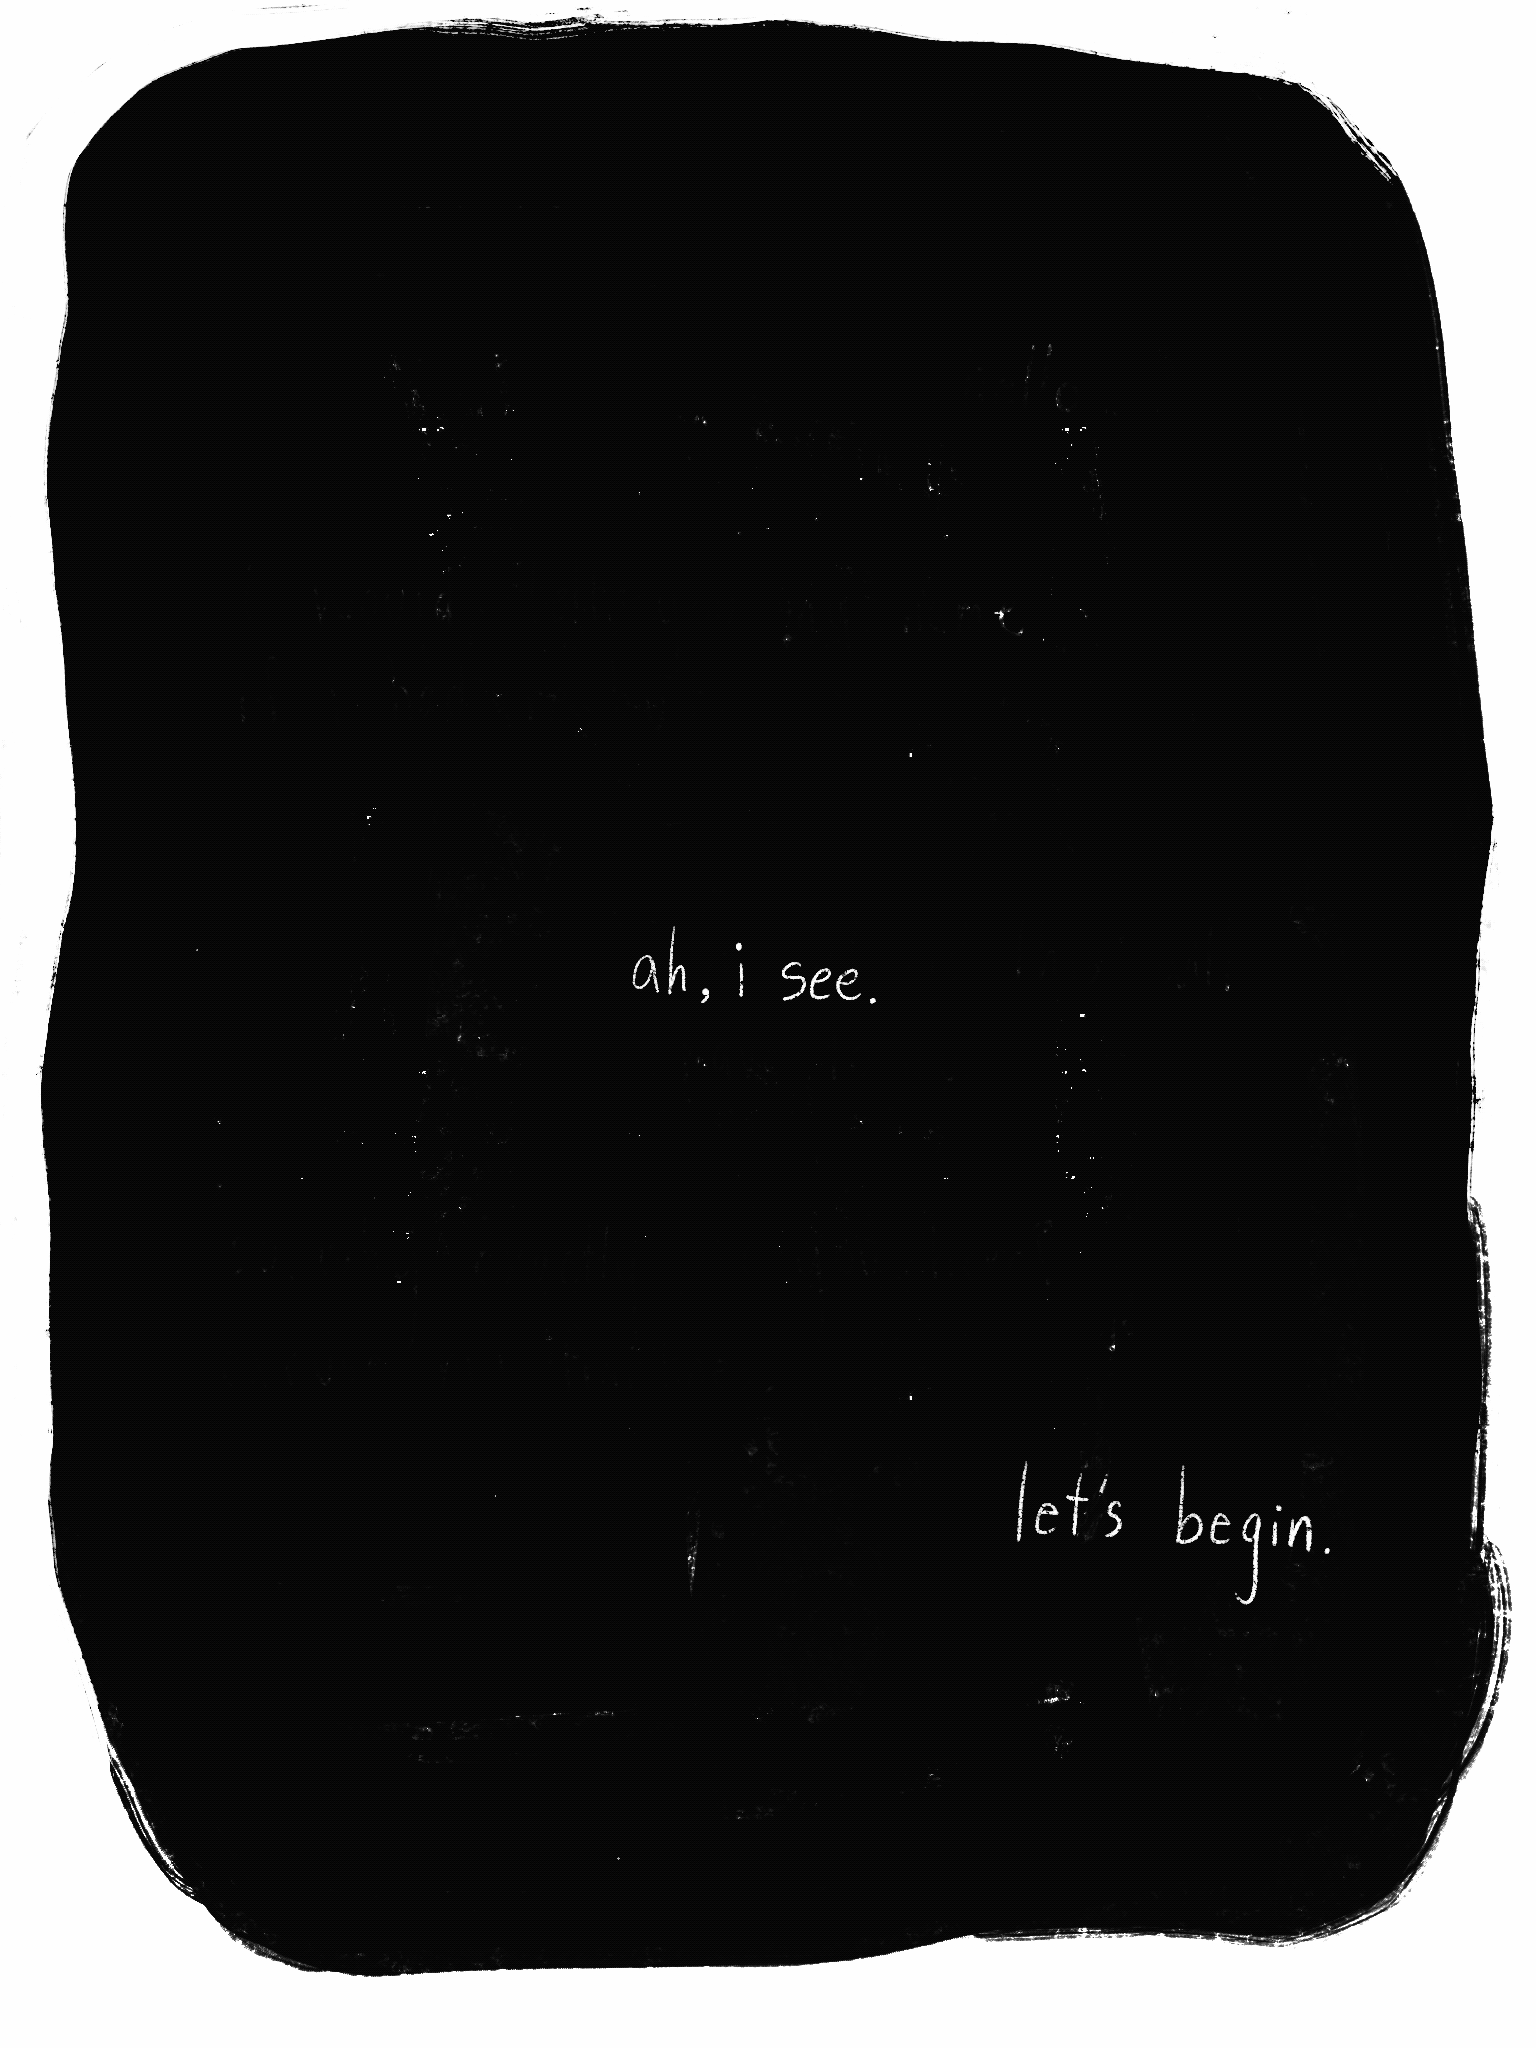 ah, i see.
let's begin.